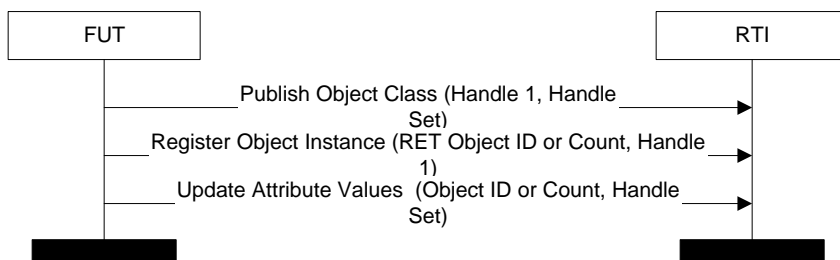 FUT
RTI
Publish Object Class (Handle 1, Handle
Set)
Register Object Instance (RET Object ID or Count, Handle
1)
Update Attribute Values  (Object ID or Count, Handle
Set)